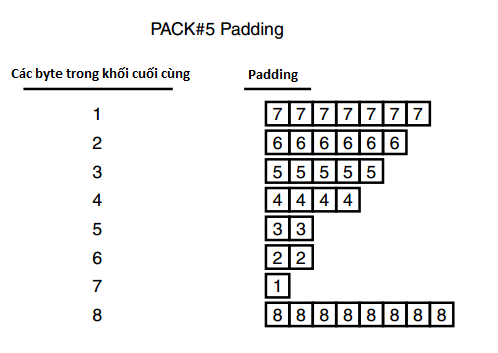 PACK#5 Padding
Các byte trong khối cuối cùng Padding
1 7 7 7 7 7 7 7
2 6 6 6 6 6 6
3 5 5 5 5 5
4 4 4 4 4
5 3 3
6 2 2
7 1
8 8 8 8 8 8 8 8 8